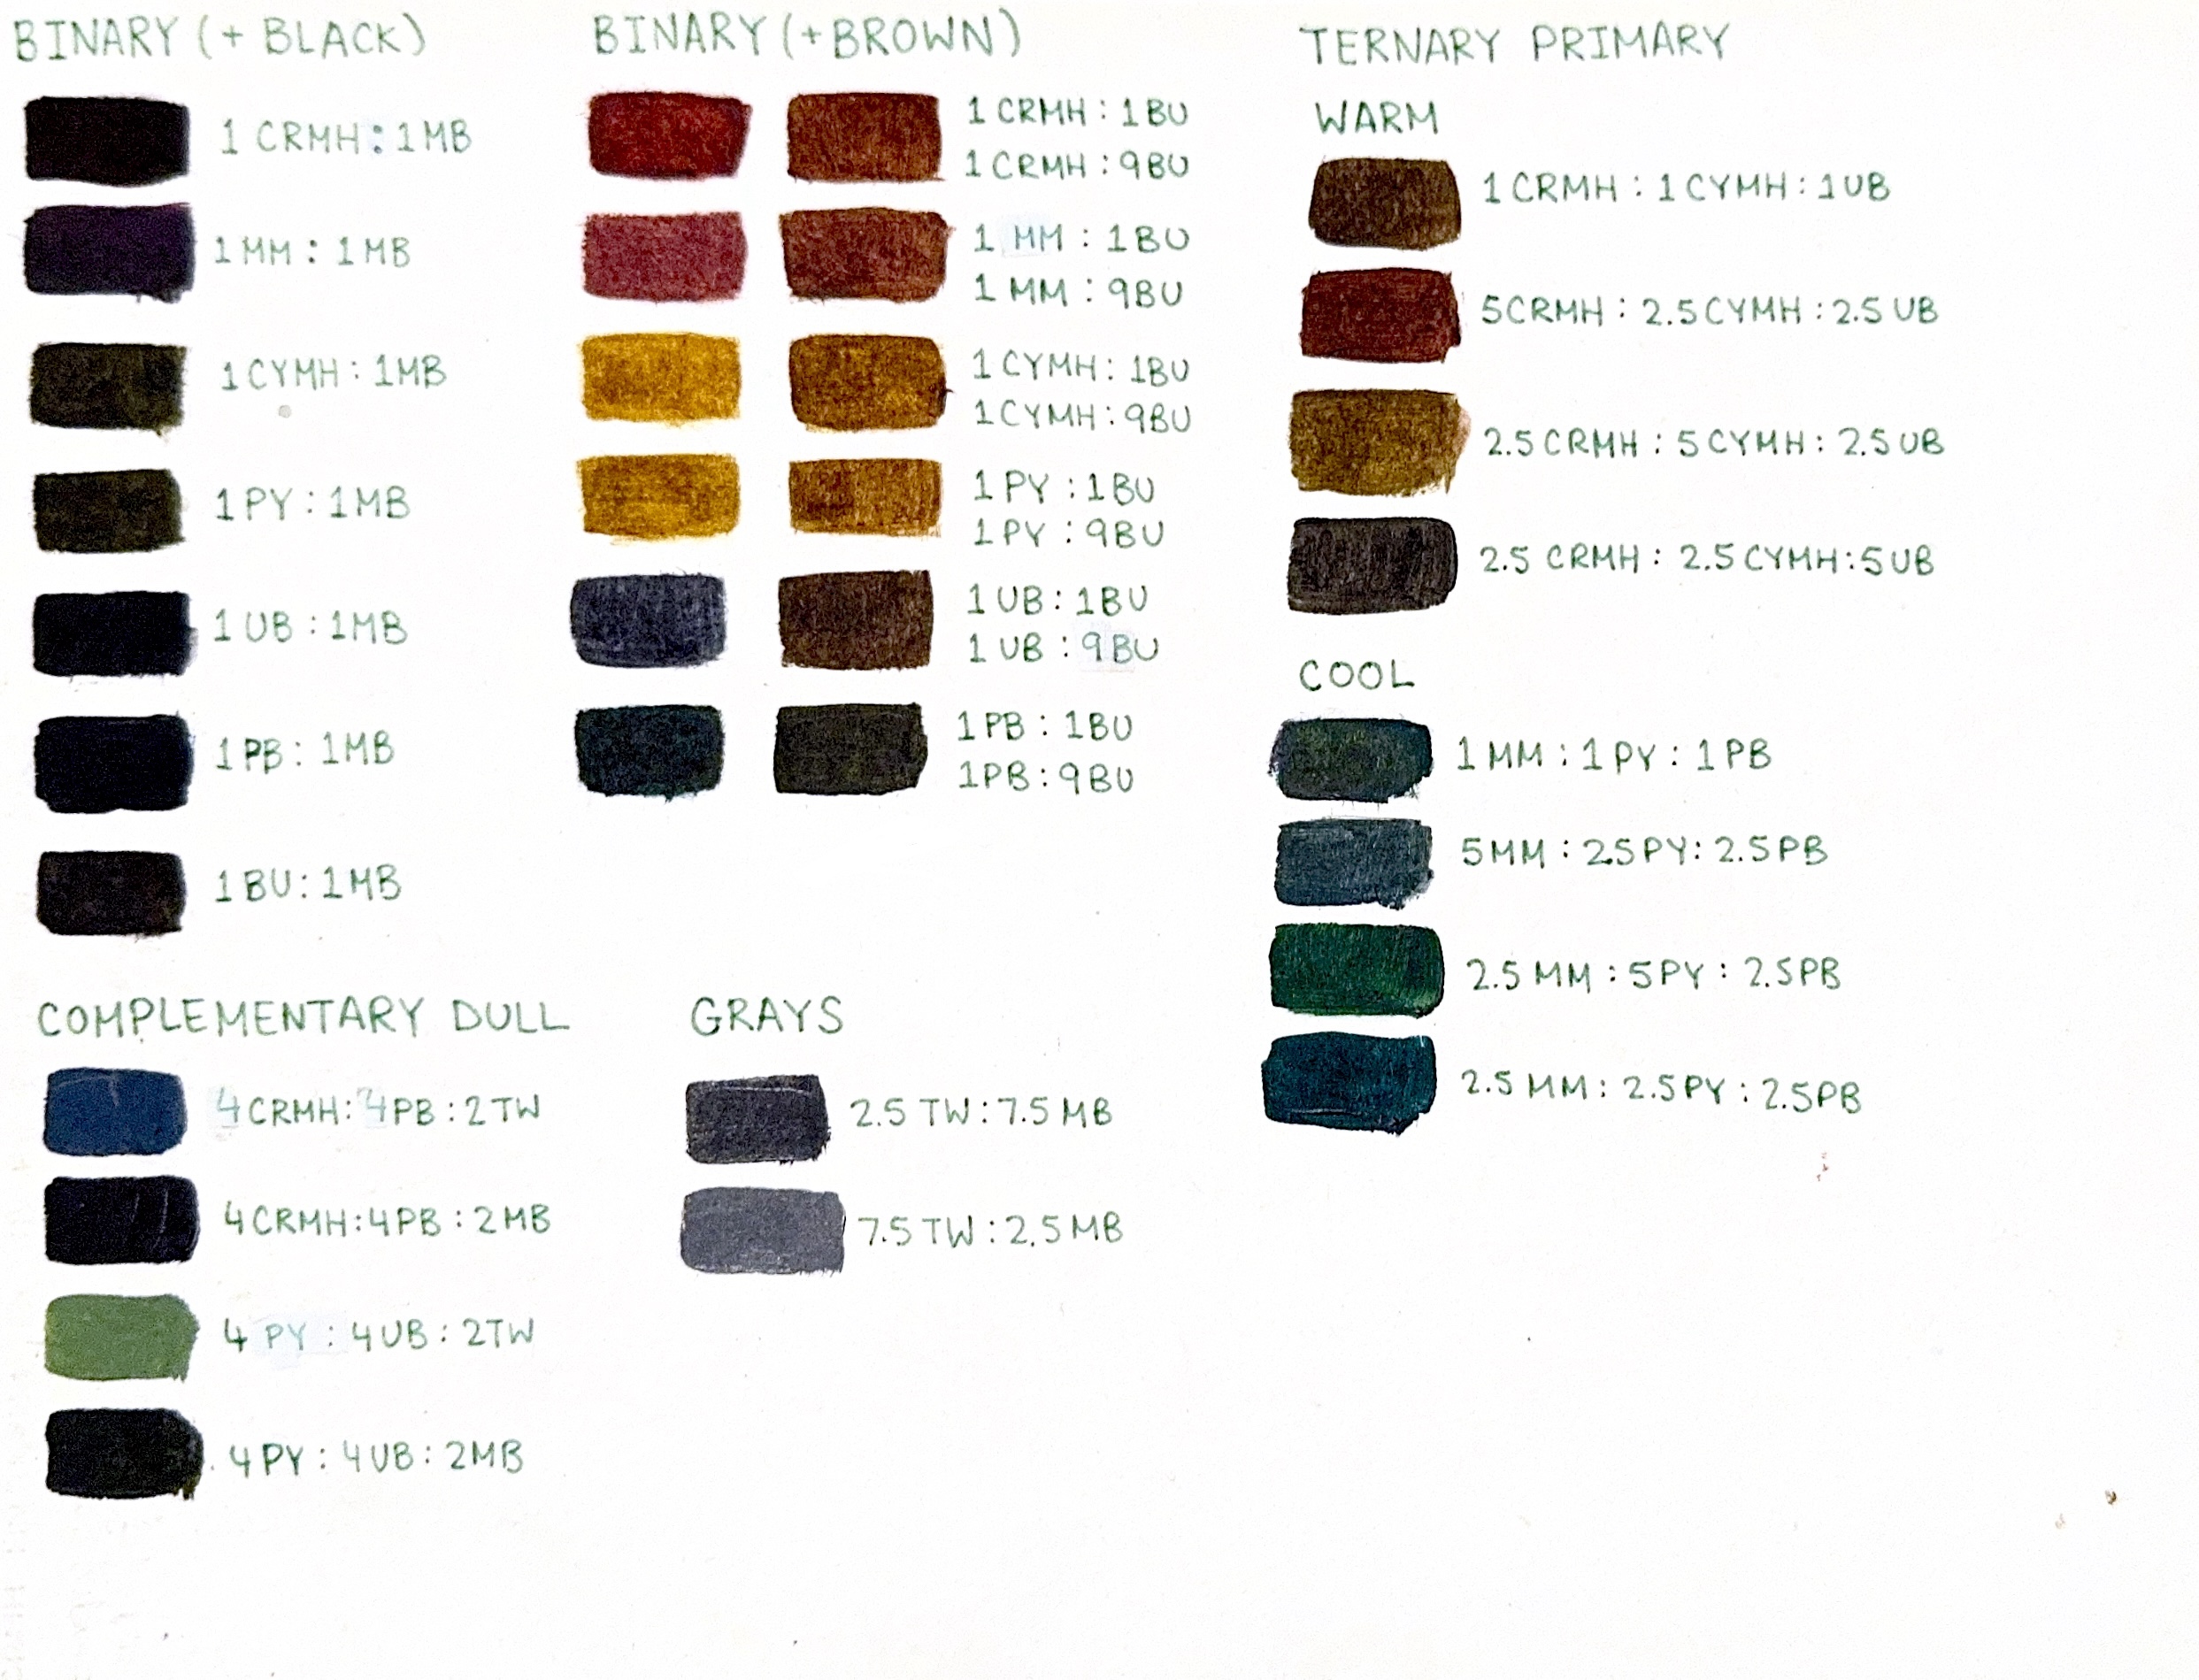 BINARY (+ BLACK)
1 CRMH : 1 MB
1 MM : 1 MB
1 CYMH : 1 MB
1 PY : 1 MB
1 UB : 1 MB
1 PB : 1 MB
1 BU : 1 MB
BINARY (+ BROWN)
1 CRMH : 1 BU
1 CRMH : 9 BU
1 MM : 1 BU
1 MM : 9 BU
1 CYMH : 1 BU
1 CYMH : 9 BU
1 PY : 1 BU
1 PY : 9 BU
1 UB : 1 BU
1 UB : 9 BU
1 PB : 1 BU
1 PB : 9 BU
TERNARY PRIMARY
WARM
1 CRMH : 1 CYMH : 1 UB
5 CRMH : 2.5 CYMH : 2.5 UB
2.5 CRMH : 5 CYMH : 2.5 UB
2.5 CRMH : 2.5 CYMH : 5 UB
COOL
1 MM : 1 PY : 1 PB
5 MM : 2.5 PY : 2.5 PB
2.5 MM : 5 PY : 2.5 PB
2.5 MM : 2.5 PY : 2.5 PB
COMPLEMENTARY DULL
4 CRMH : 4 PB : 2 TW
4 CRMH : 4 PB : 2 MB
4 PY : 4 UB : 2 TW
4 PY : 4 UB : 2 MB
GRAYS
2.5 TW : 7.5 MB
7.5 TW : 2.5 MB